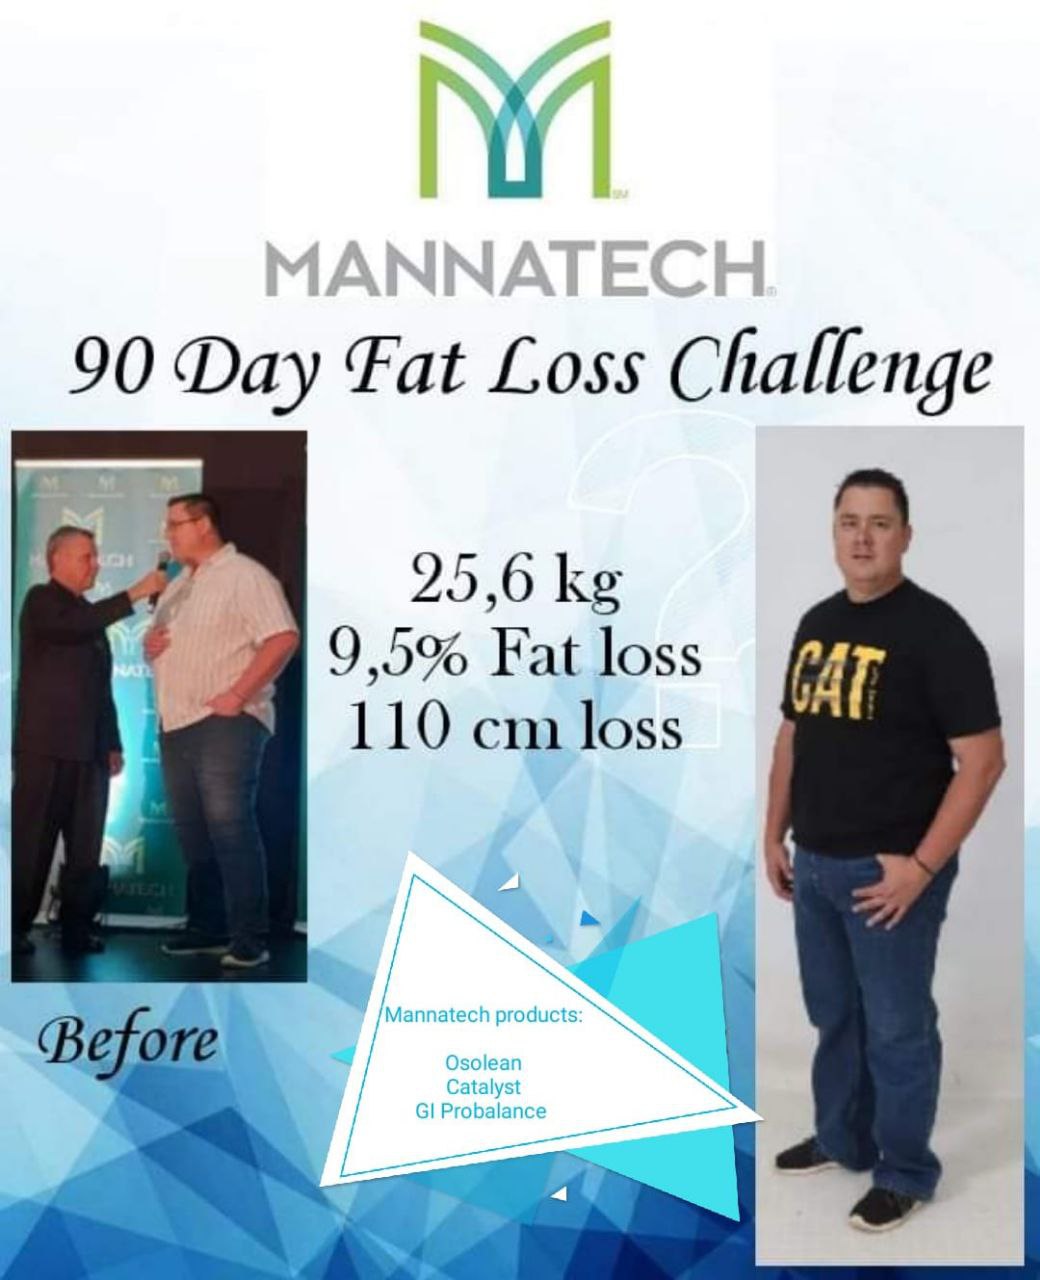 MANNATECH
90 Day Fat Loss Challenge
25,6 kg
9,5% Fat loss
110 cm loss
CAT
Before
Mannatech products:
Osolean
Catalyst
GI Probalance